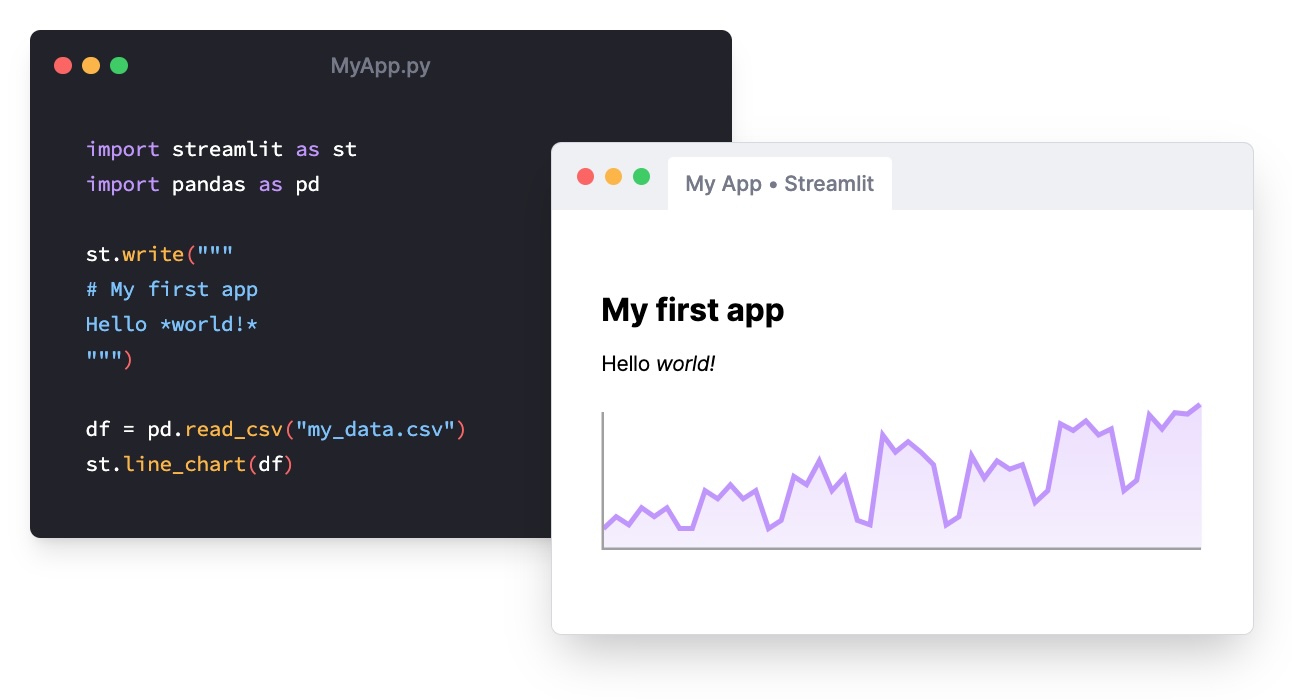 MyApp.py
import streamlit as st
import pandas as pd
st.write("""
# My first app
Hello *world!*
""")
df = pd.read_csv("my_data.csv")
st.line_chart(df)
My App • Streamlit
My first app
Hello world!